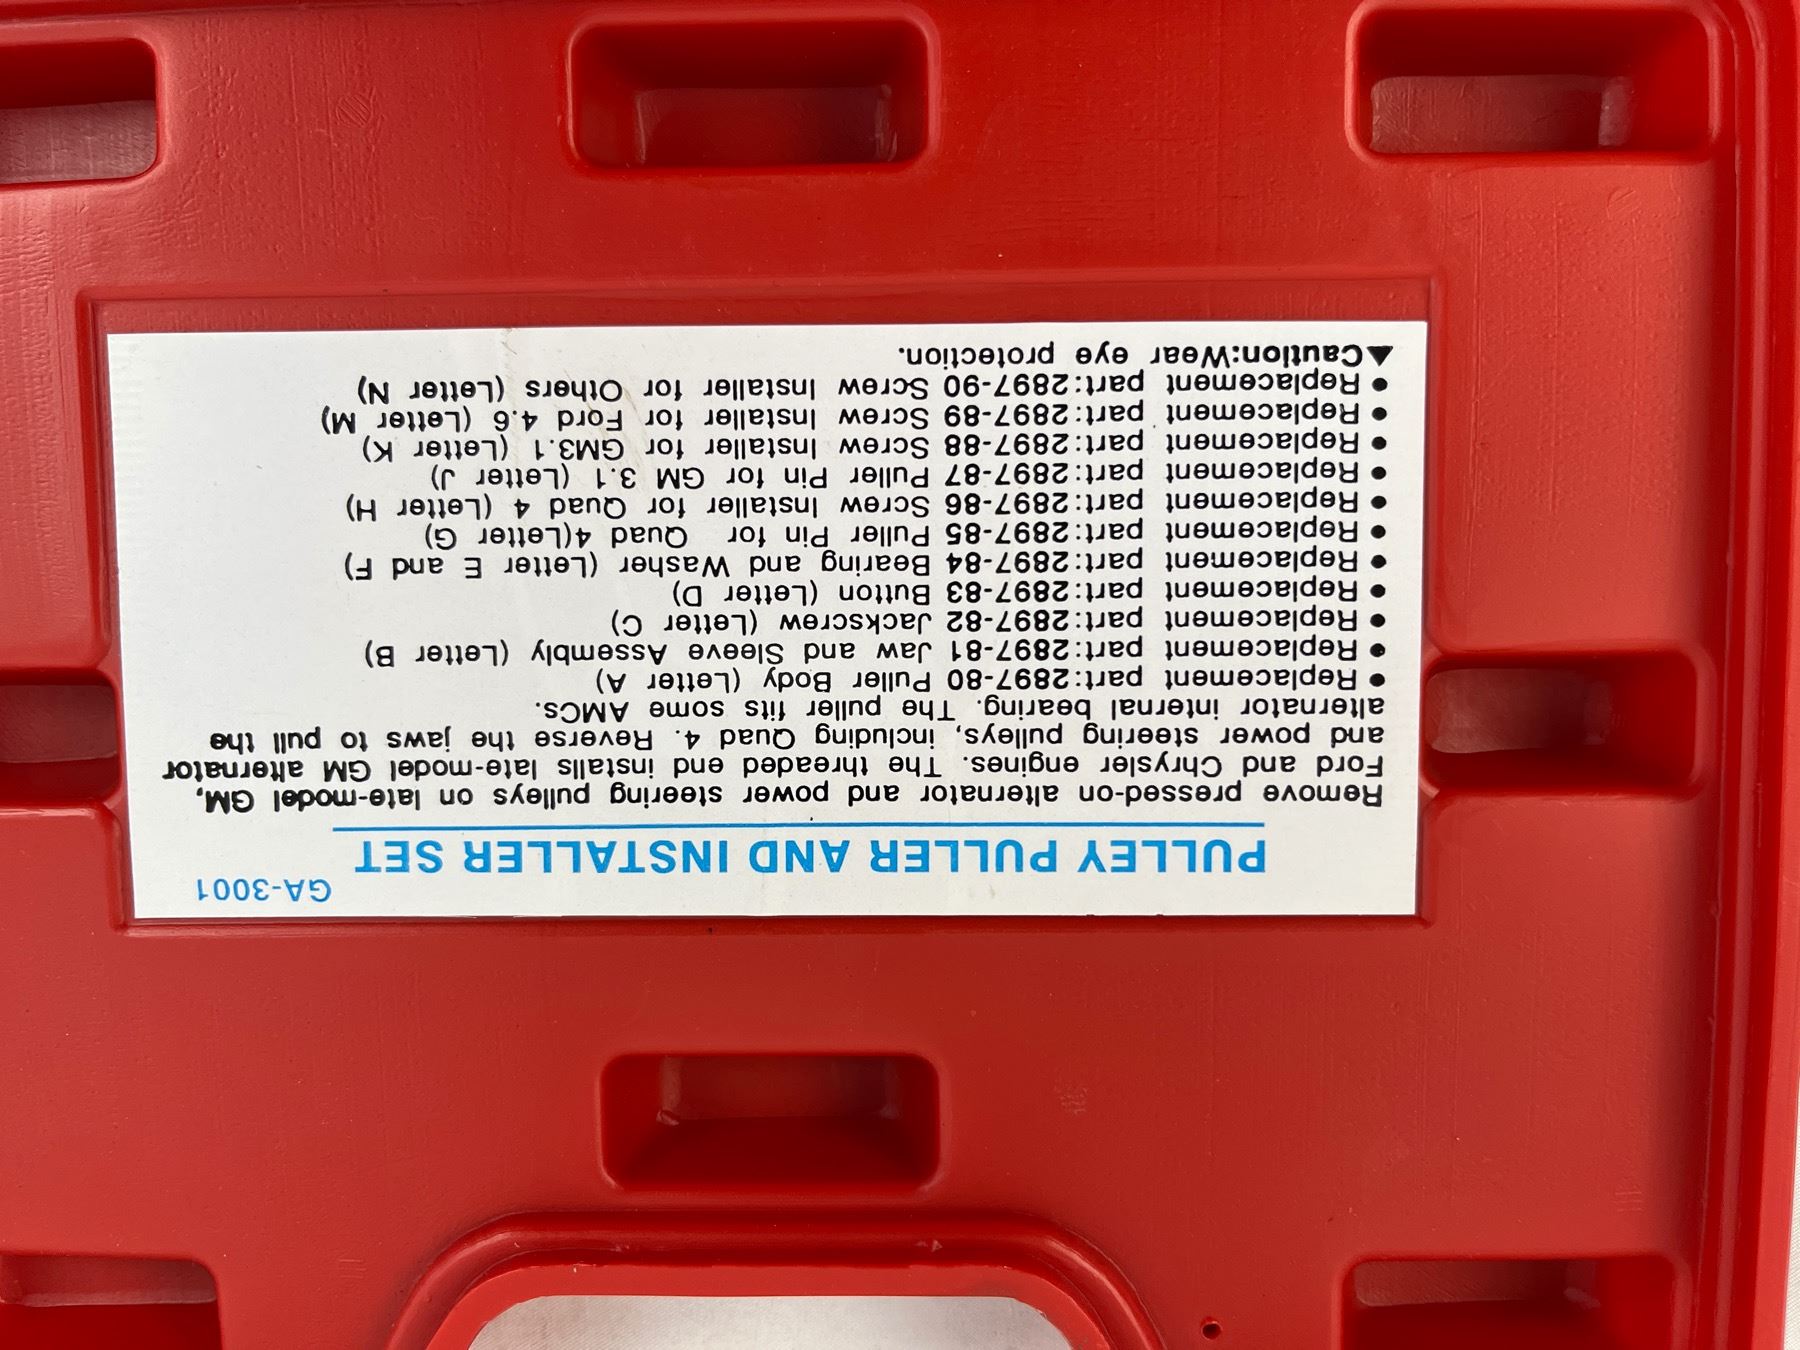 GA-3001
PULLEY PULLER AND INSTALLER SET
Remove pressed-on alternator and power steering pulleys on late-model GM,
Ford and Chrysler engines. The threaded end installs late-model GM alternator
and power steering pulleys, including Quad 4. Reverse the jaws to pull the
alternator internal bearing. The puller fits some AMCs.
• Replacement part:2897-80 Puller Body (Letter A)
• Replacement part:2897-81 Jaw and Sleeve Assembly (Letter B)
• Replacement part:2897-82 Jackscrew (Letter C)
• Replacement part:2897-83 Button (Letter D)
• Replacement part:2897-84 Bearing and Washer (Letter E and F)
• Replacement part:2897-85 Puller Pin for Quad 4(Letter G)
• Replacement part:2897-86 Screw Installer for Quad 4 (Letter H)
• Replacement part:2897-87 Puller Pin for GM 3.1 (Letter J)
• Replacement part:2897-88 Screw Installer for GM3.1 (Letter K)
• Replacement part:2897-89 Screw Installer for Ford 4.6 (Letter M)
• Replacement part:2897-90 Screw Installer for Others (Letter N)
▲Caution:Wear eye protection.